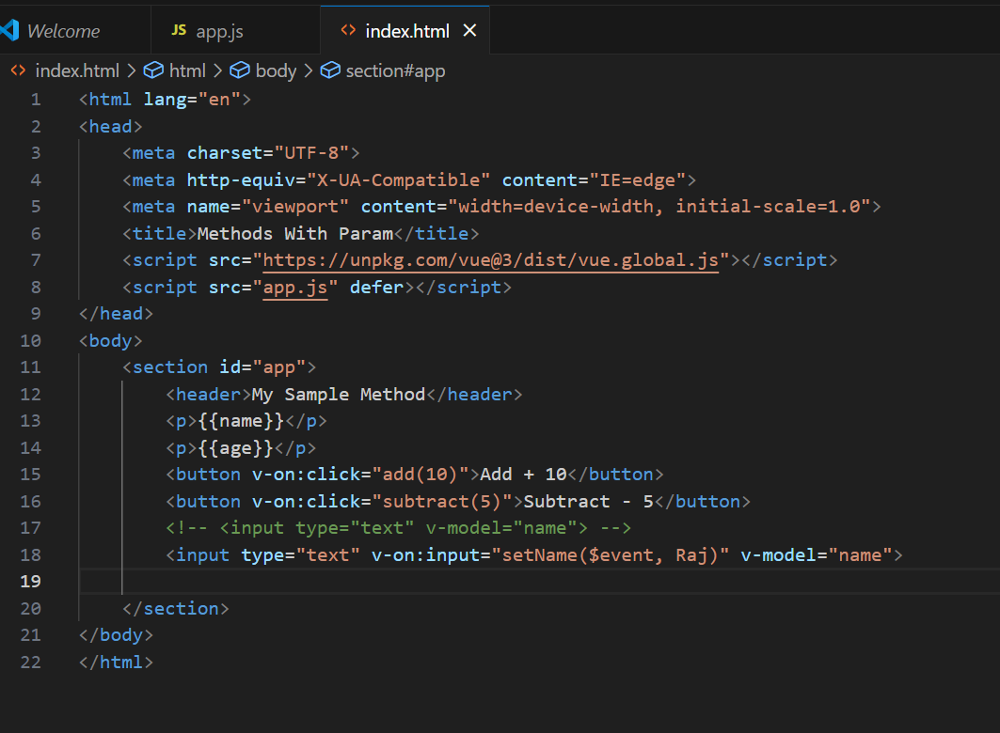 Welcome JS app.js <> index.html ×
<> index.html > html > body > section#app
1 <html lang="en">
2 <head>
3     <meta charset="UTF-8">
4     <meta http-equiv="X-UA-Compatible" content="IE=edge">
5     <meta name="viewport" content="width=device-width, initial-scale=1.0">
6     <title>Methods With Param</title>
7     <script src="https://unpkg.com/vue@3/dist/vue.global.js"></script>
8     <script src="app.js" defer></script>
9 </head>
10 <body>
11     <section id="app">
12         <header>My Sample Method</header>
13         <p>{{name}}</p>
14         <p>{{age}}</p>
15         <button v-on:click="add(10)">Add + 10</button>
16         <button v-on:click="subtract(5)">Subtract - 5</button>
17         <!-- <input type="text" v-model="name"> -->
18         <input type="text" v-on:input="setName($event, Raj)" v-model="name">
19
20     </section>
21 </body>
22 </html>